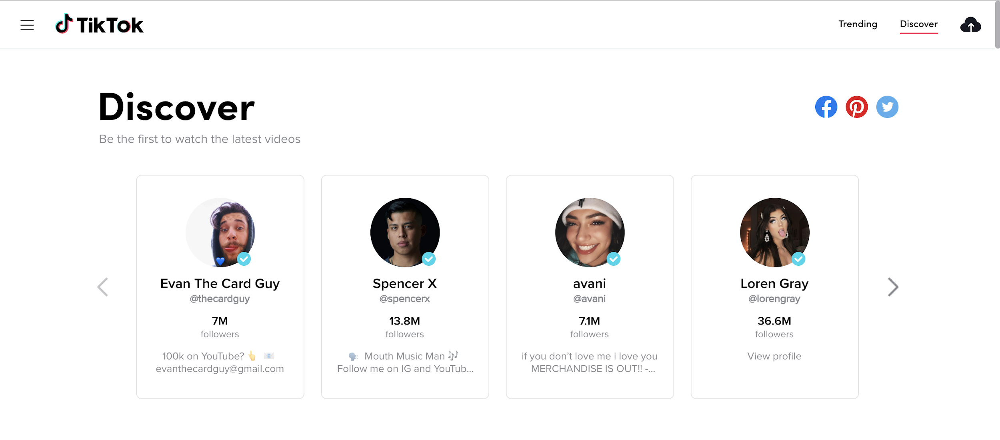 TikTok
Trending
Discover
Discover
Be the first to watch the latest videos
Evan The Card Guy
@thecardguy
7M
followers
100k on YouTube? 👆 📧
evanthecardguy@gmail.com
Spencer X
@spencerx
13.8M
followers
🗣 Mouth Music Man 🎶
Follow me on IG and YouTub...
avani
@avani
7.1M
followers
if you don’t love me i love you
MERCHANDISE IS OUT!! -...
Loren Gray
@lorengray
36.6M
followers
View profile